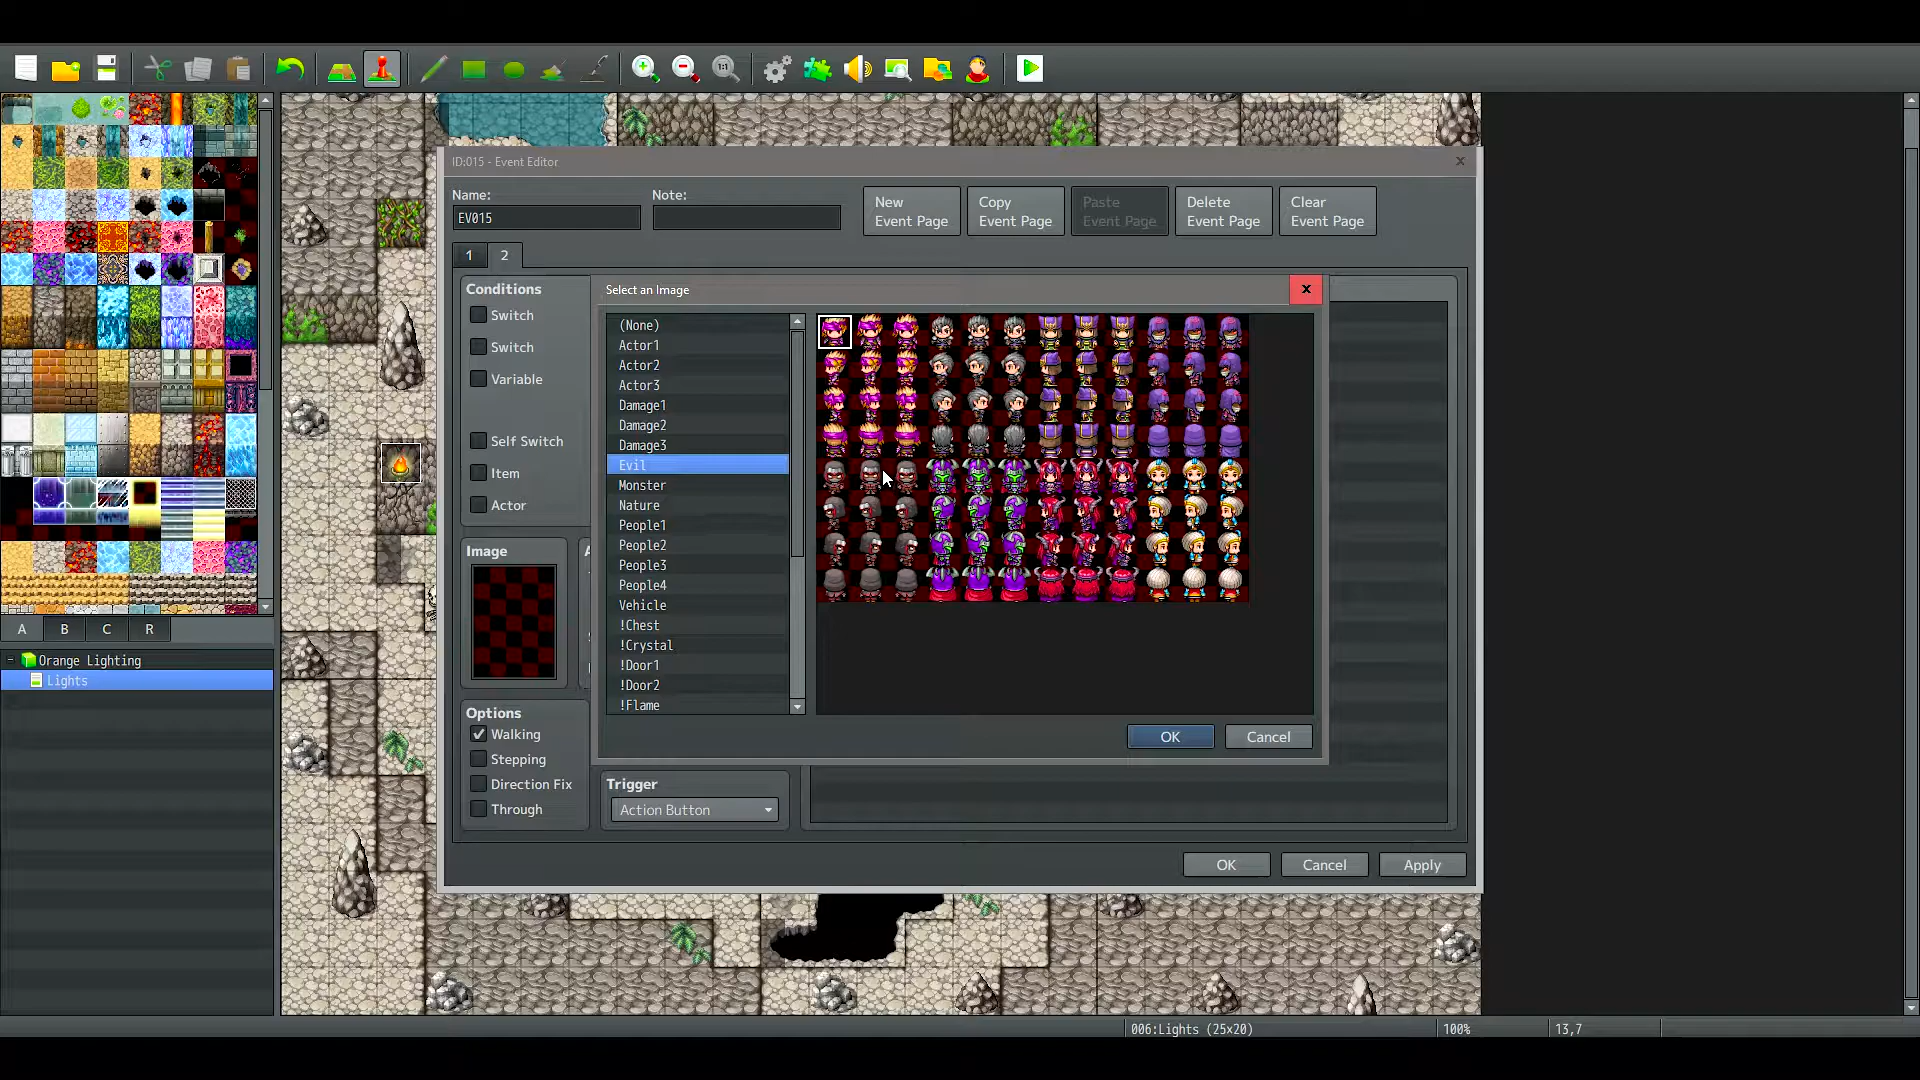 1:1
ID:015 - Event Editor
Name:
Note:
EV015
New
Event Page
Copy
Event Page
Paste
Event Page
Delete
Event Page
Clear
Event Page
1
2
Conditions
Switch
Switch
Variable
Self Switch
Item
Actor
Image
A
Select an Image
(None)
Actor1
Actor2
Actor3
Damage1
Damage2
Damage3
Evil
Monster
Nature
People1
People2
People3
People4
Vehicle
!Chest
!Crystal
!Door1
!Door2
!Flame
OK
Cancel
Options
Walking
Stepping
Direction Fix
Through
Trigger
Action Button
OK
Cancel
Apply
A
B
C
R
Orange Lighting
Lights
006:Lights (25x20)
100%
13,7